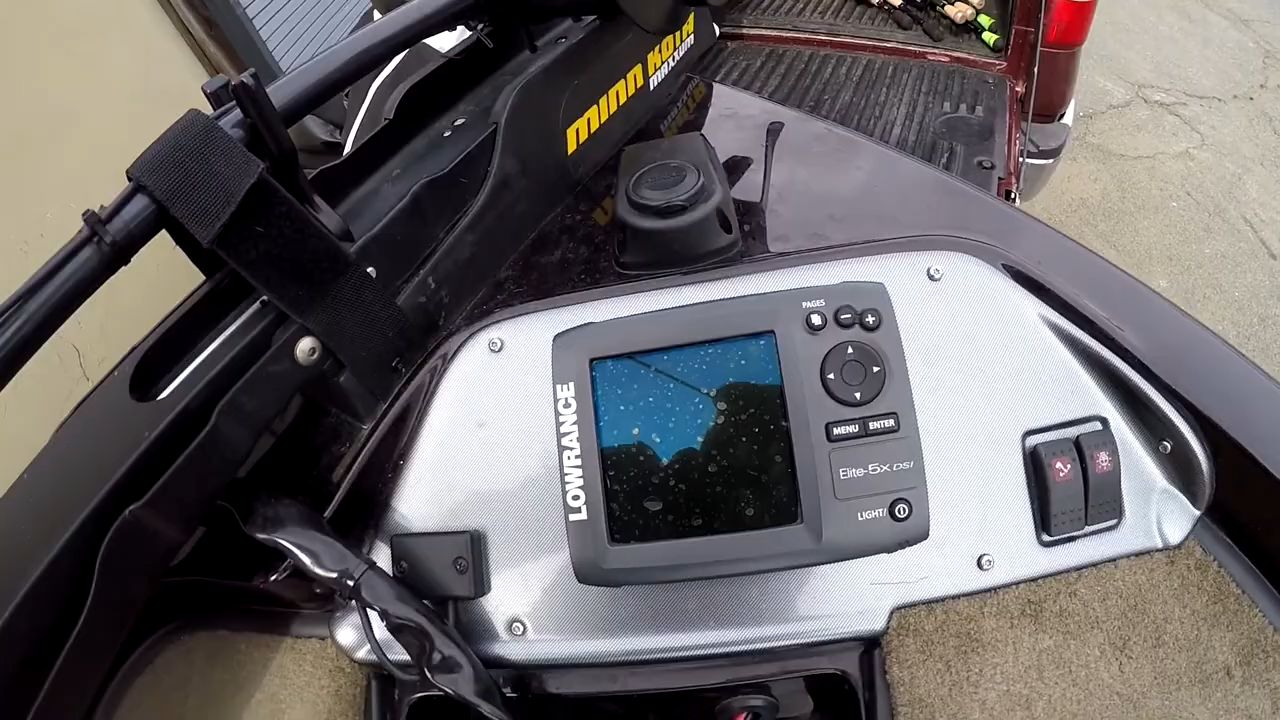 MINN KOTA
MAXXUM
PAGES
LOWRANCE
MENU
ENTER
Elite-5X DSI
LIGHT/